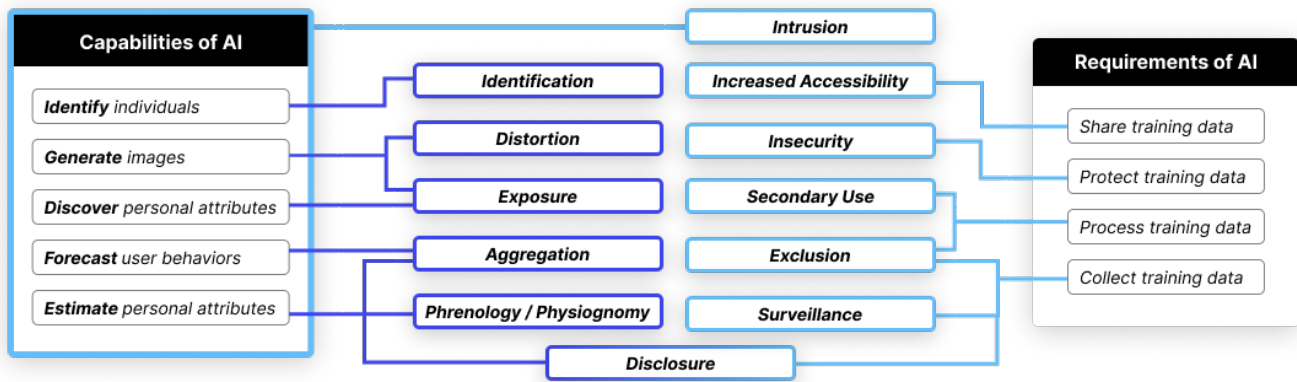 Capabilities of AI
Identify individuals
Generate images
Discover personal attributes
Forecast user behaviors
Estimate personal attributes
Identification
Distortion
Exposure
Aggregation
Phrenology / Physiognomy
Disclosure
Intrusion
Increased Accessibility
Insecurity
Secondary Use
Exclusion
Surveillance
Requirements of AI
Share training data
Protect training data
Process training data
Collect training data